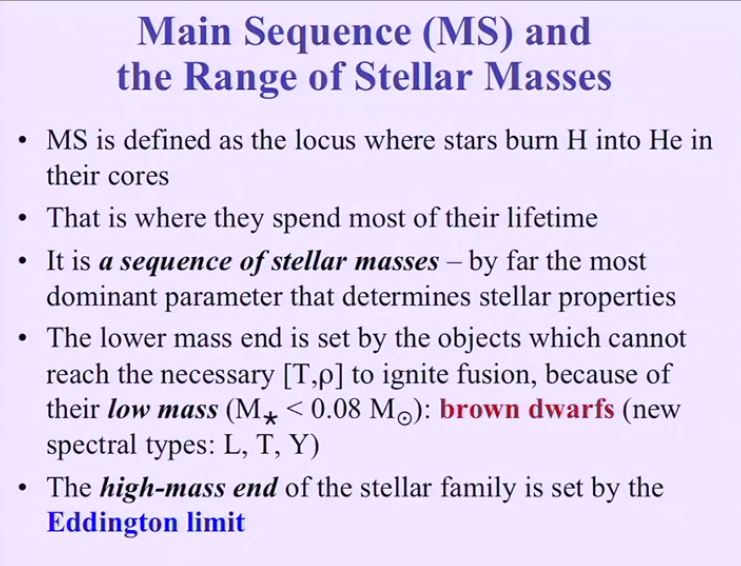 Main Sequence (MS) and
the Range of Stellar Masses
• MS is defined as the locus where stars burn H into He in
their cores
• That is where they spend most of their lifetime
• It is a sequence of stellar masses – by far the most
dominant parameter that determines stellar properties
• The lower mass end is set by the objects which cannot
reach the necessary [T,ρ] to ignite fusion, because of
their low mass (M★ < 0.08 M⊙): brown dwarfs (new
spectral types: L, T, Y)
• The high-mass end of the stellar family is set by the
Eddington limit